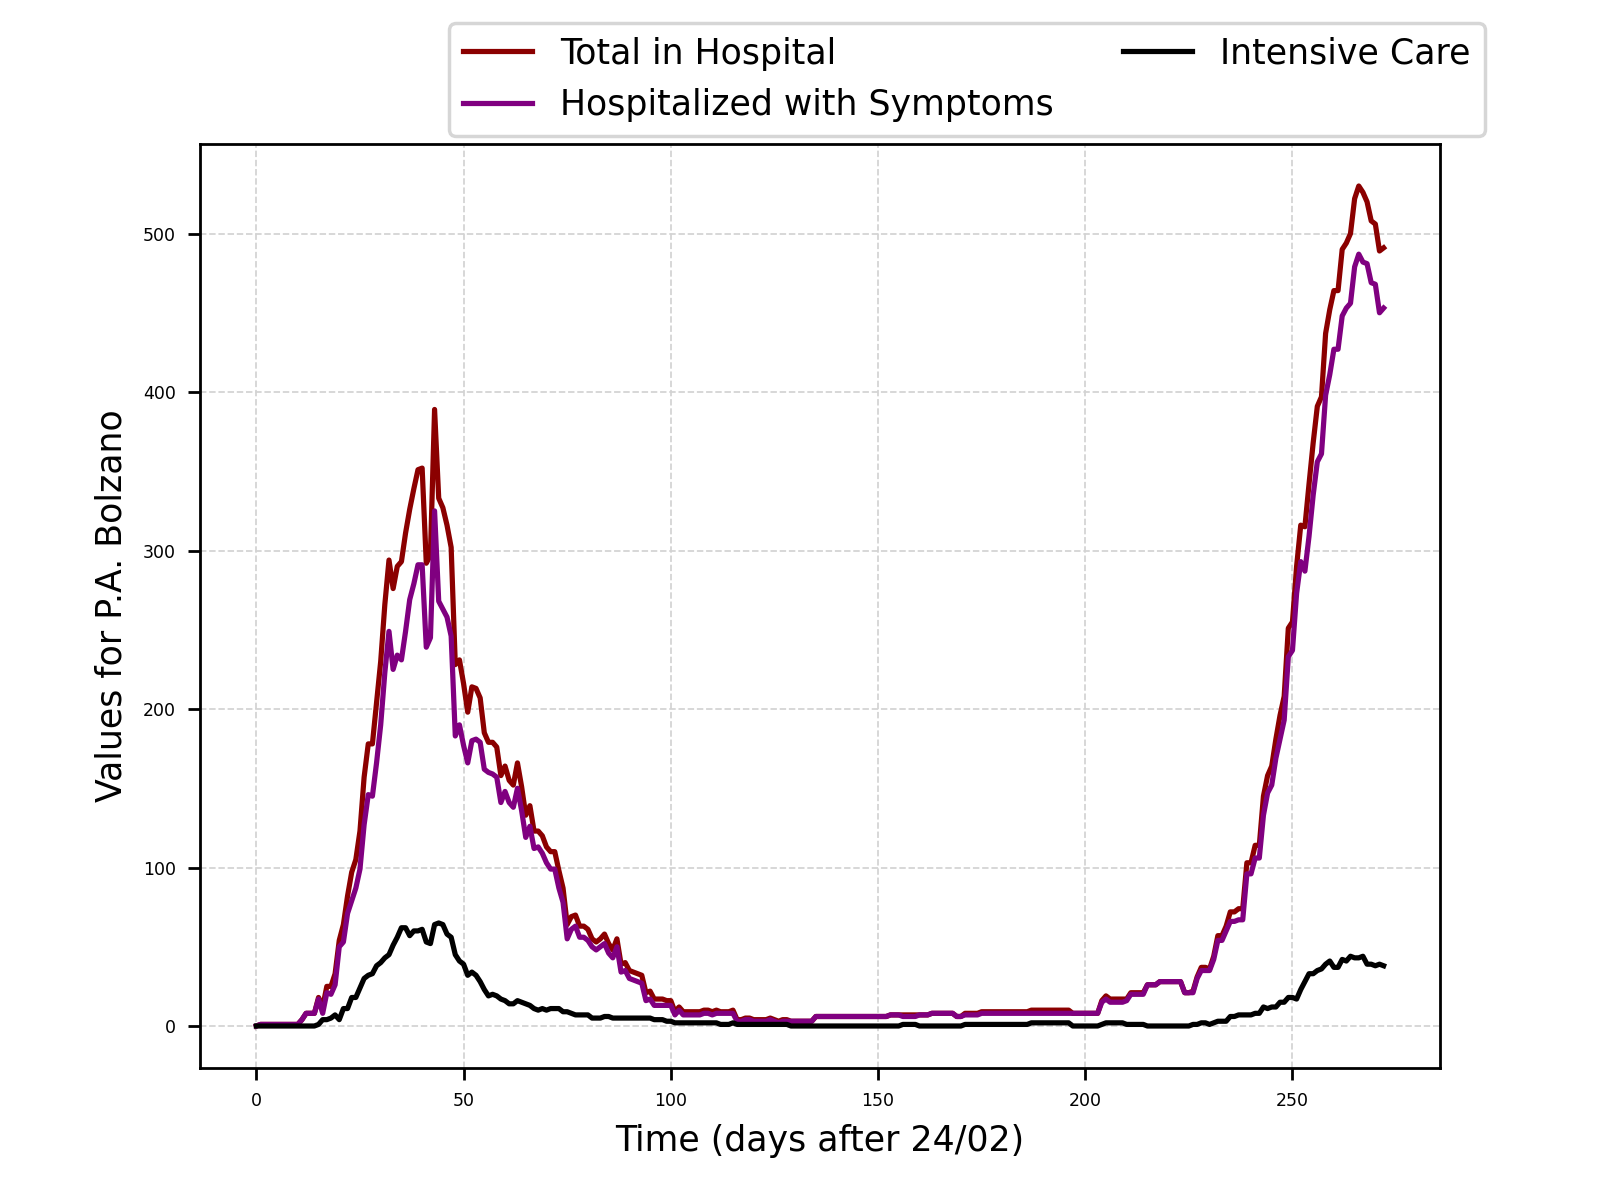 Total in Hospital
Hospitalized with Symptoms
Intensive Care
Values for P.A. Bolzano
500
400
300
200
100
0
0 50 100 150 200 250
Time (days after 24/02)